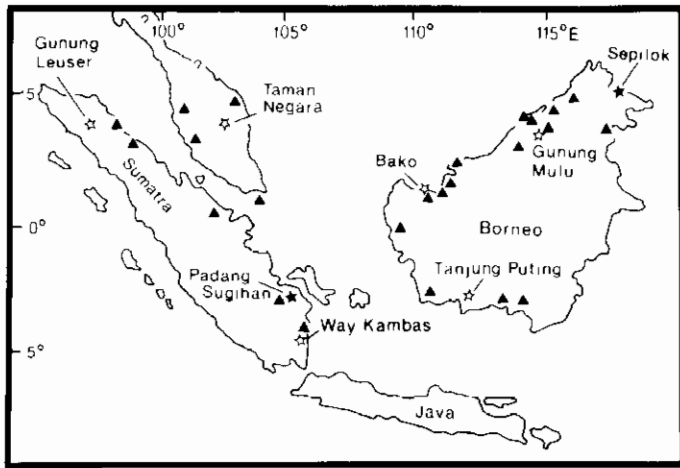 100°
105°
110°
115°E
Gunung
Leuser
Taman
Negara
Sepilok
5°
Bako
Gunung
Mulu
Sumatra
Borneo
0°
Padang
Sugihan
Tanjung Puting
Way Kambas
5°
Java